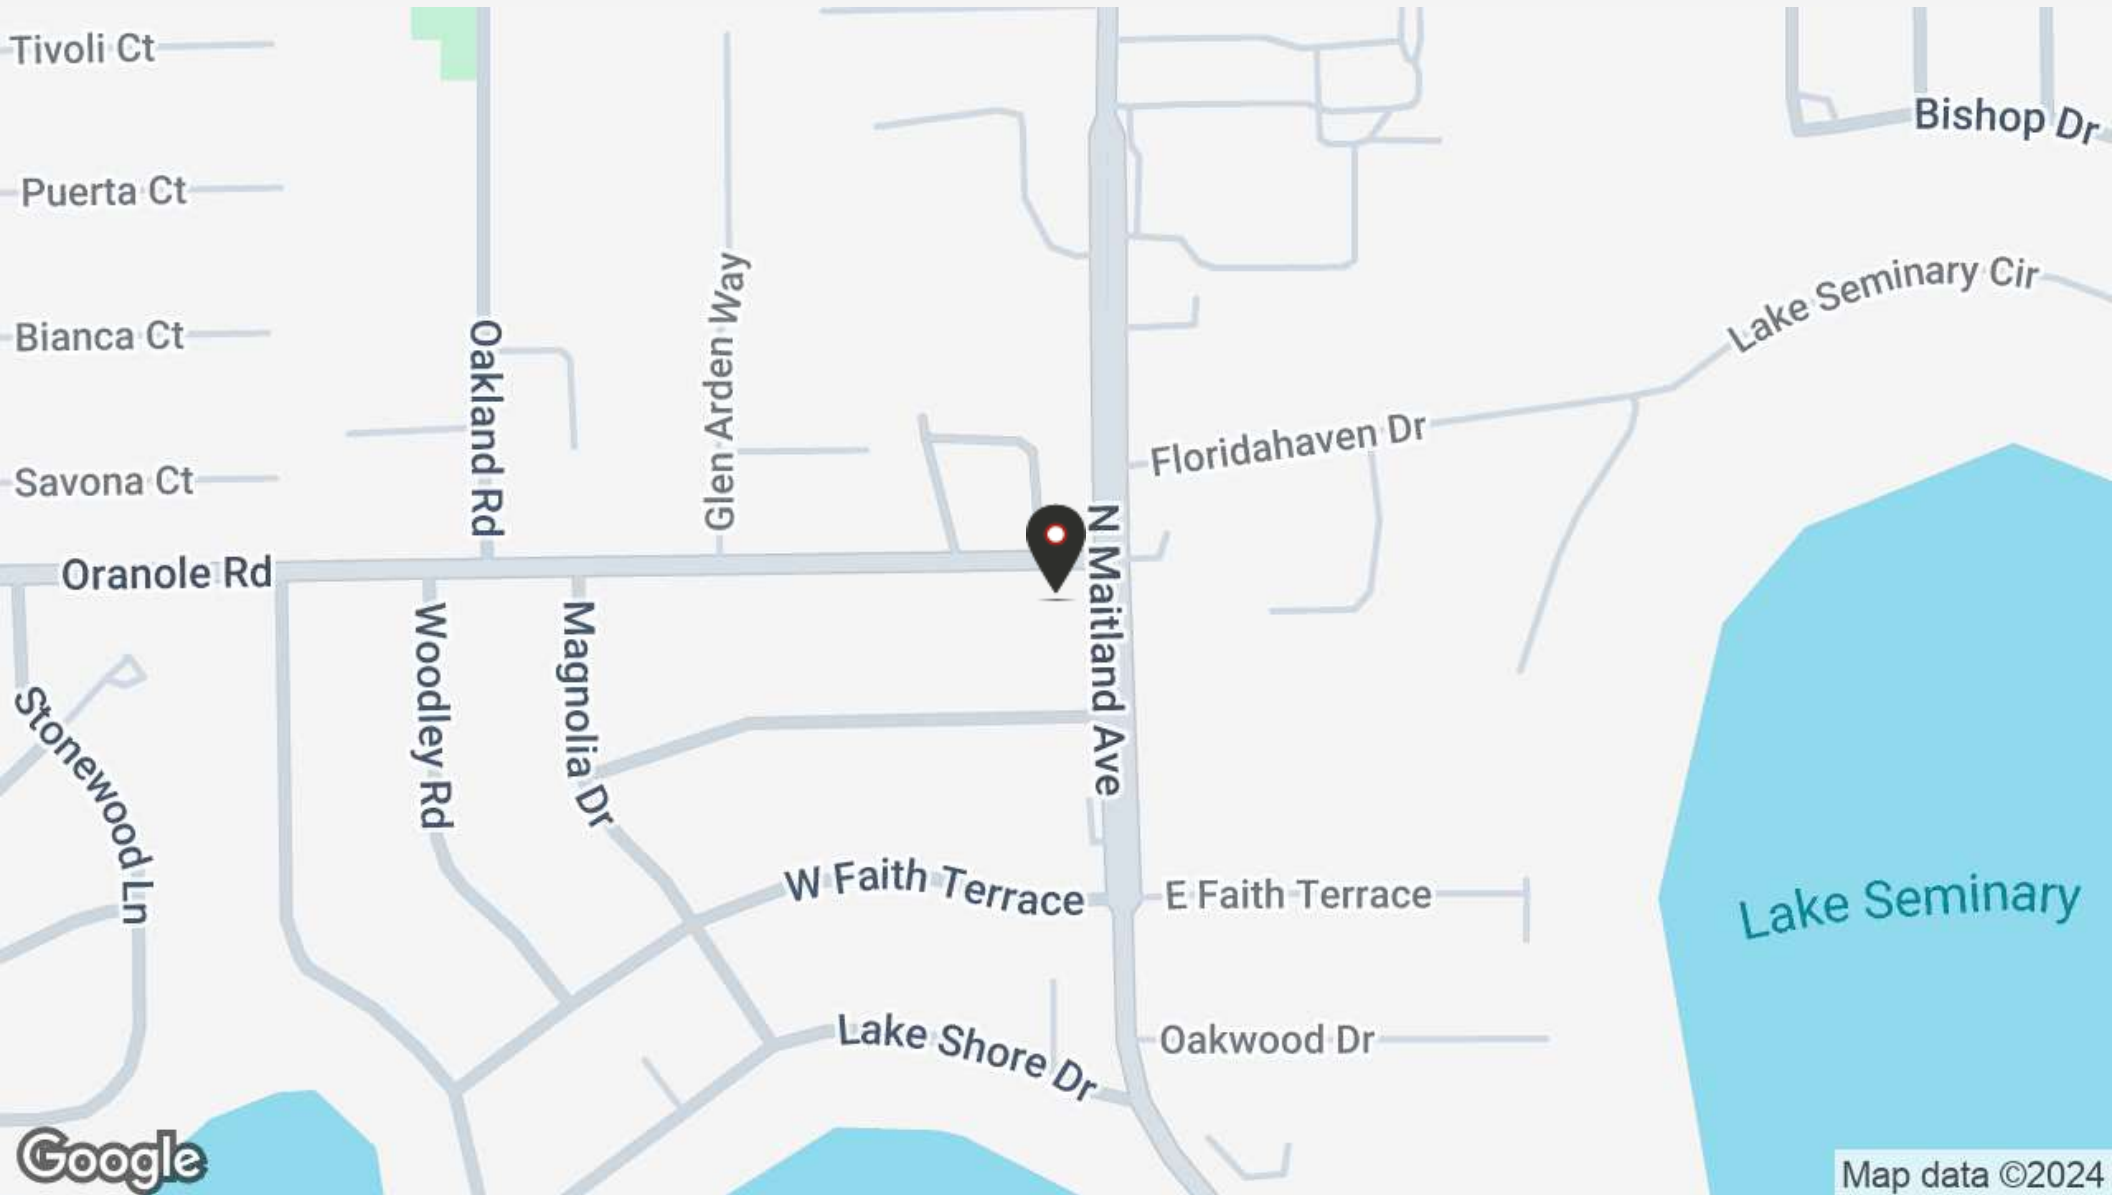 Tivoli Ct
Bishop Dr
Puerta Ct
Lake Seminary Cir
Bianca Ct
Oakland Rd
Glen Arden Way
Floridahaven Dr
Savona Ct
N Maitland Ave
Oranole Rd
Woodley Rd
Magnolia Dr
Stonewood Ln
W Faith Terrace
E Faith Terrace
Lake Seminary
Lake Shore Dr
Oakwood Dr
Google
Map data ©2024